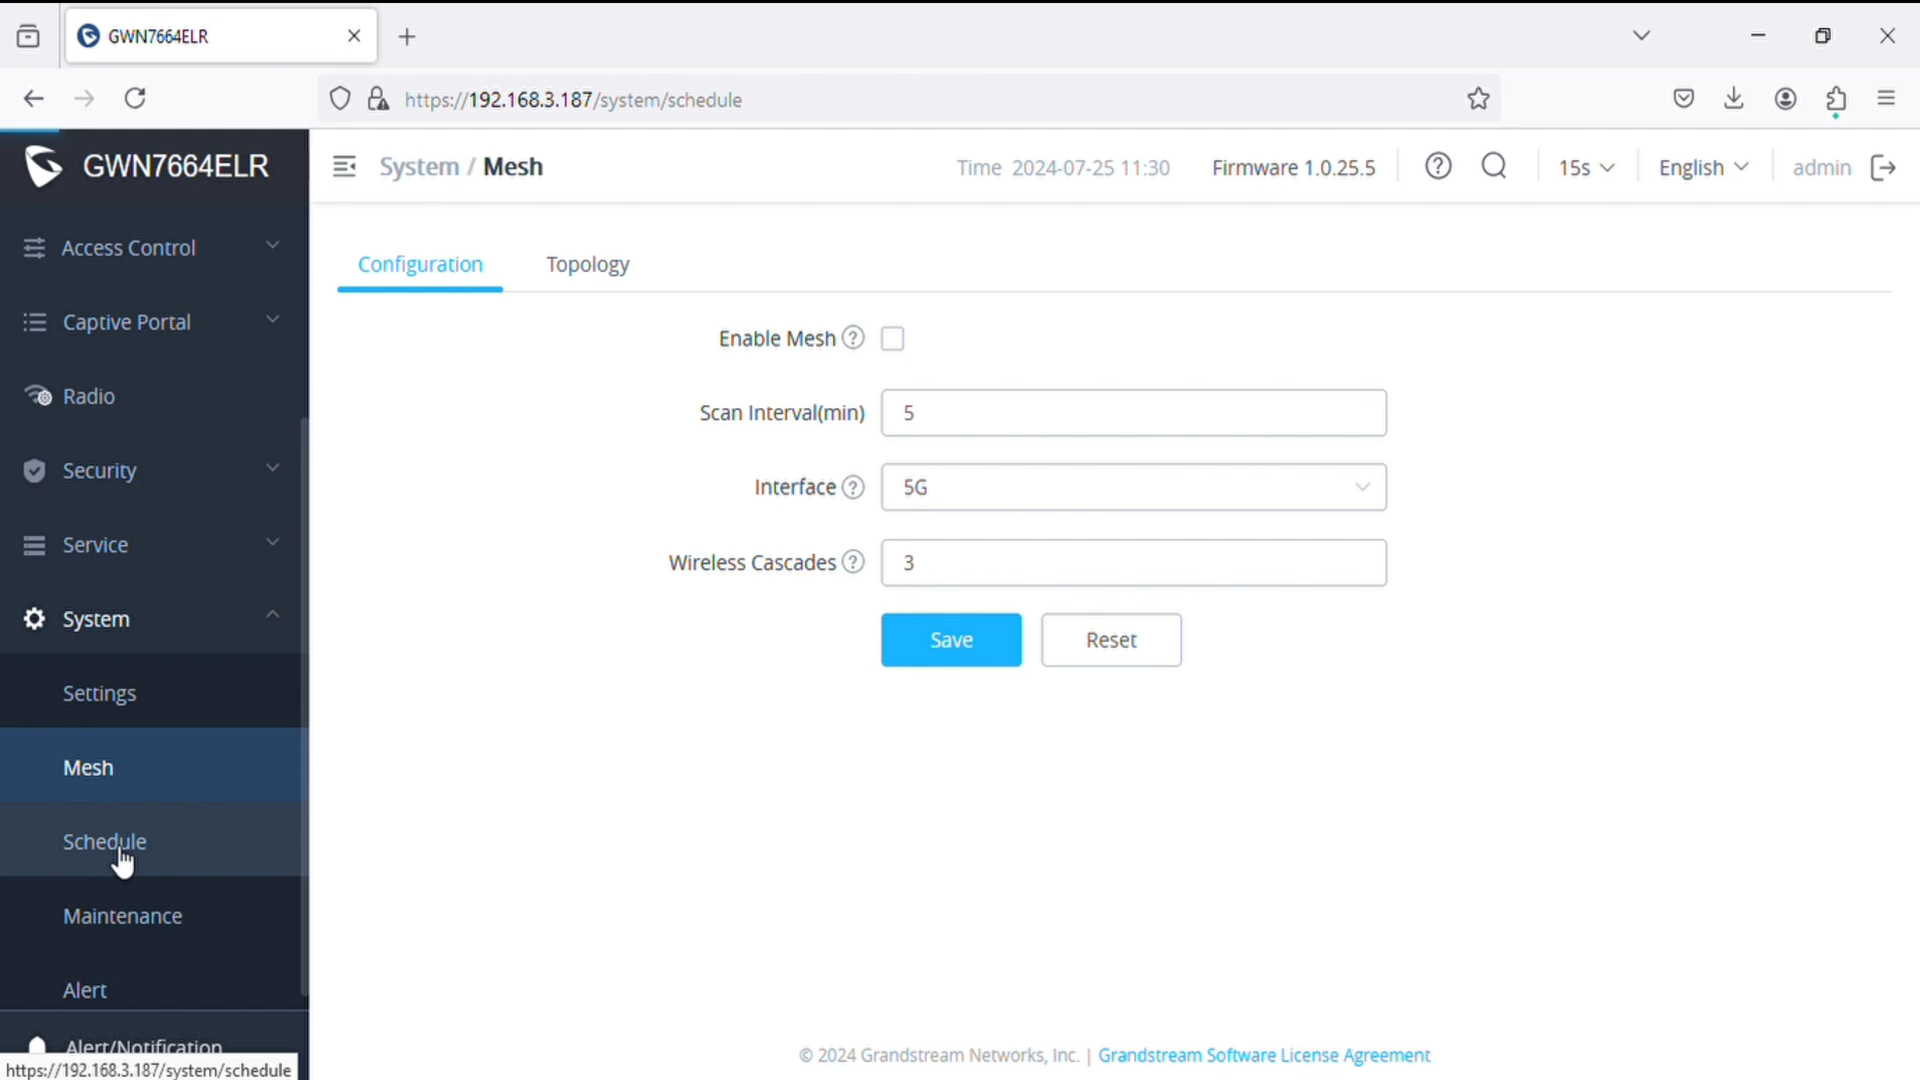 GWN7664ELR
https://192.168.3.187/system/schedule
GWN7664ELR
System / Mesh
Time 2024-07-25 11:30
Firmware 1.0.25.5
15s
English
admin
Access Control
Captive Portal
Radio
Security
Service
System
Settings
Mesh
Schedule
Maintenance
Alert
Alert/Notification
https://192.168.3.187/system/schedule
Configuration
Topology
Enable Mesh ?
Scan Interval(min) 5
Interface ? 5G
Wireless Cascades ? 3
Save
Reset
© 2024 Grandstream Networks, Inc. | Grandstream Software License Agreement